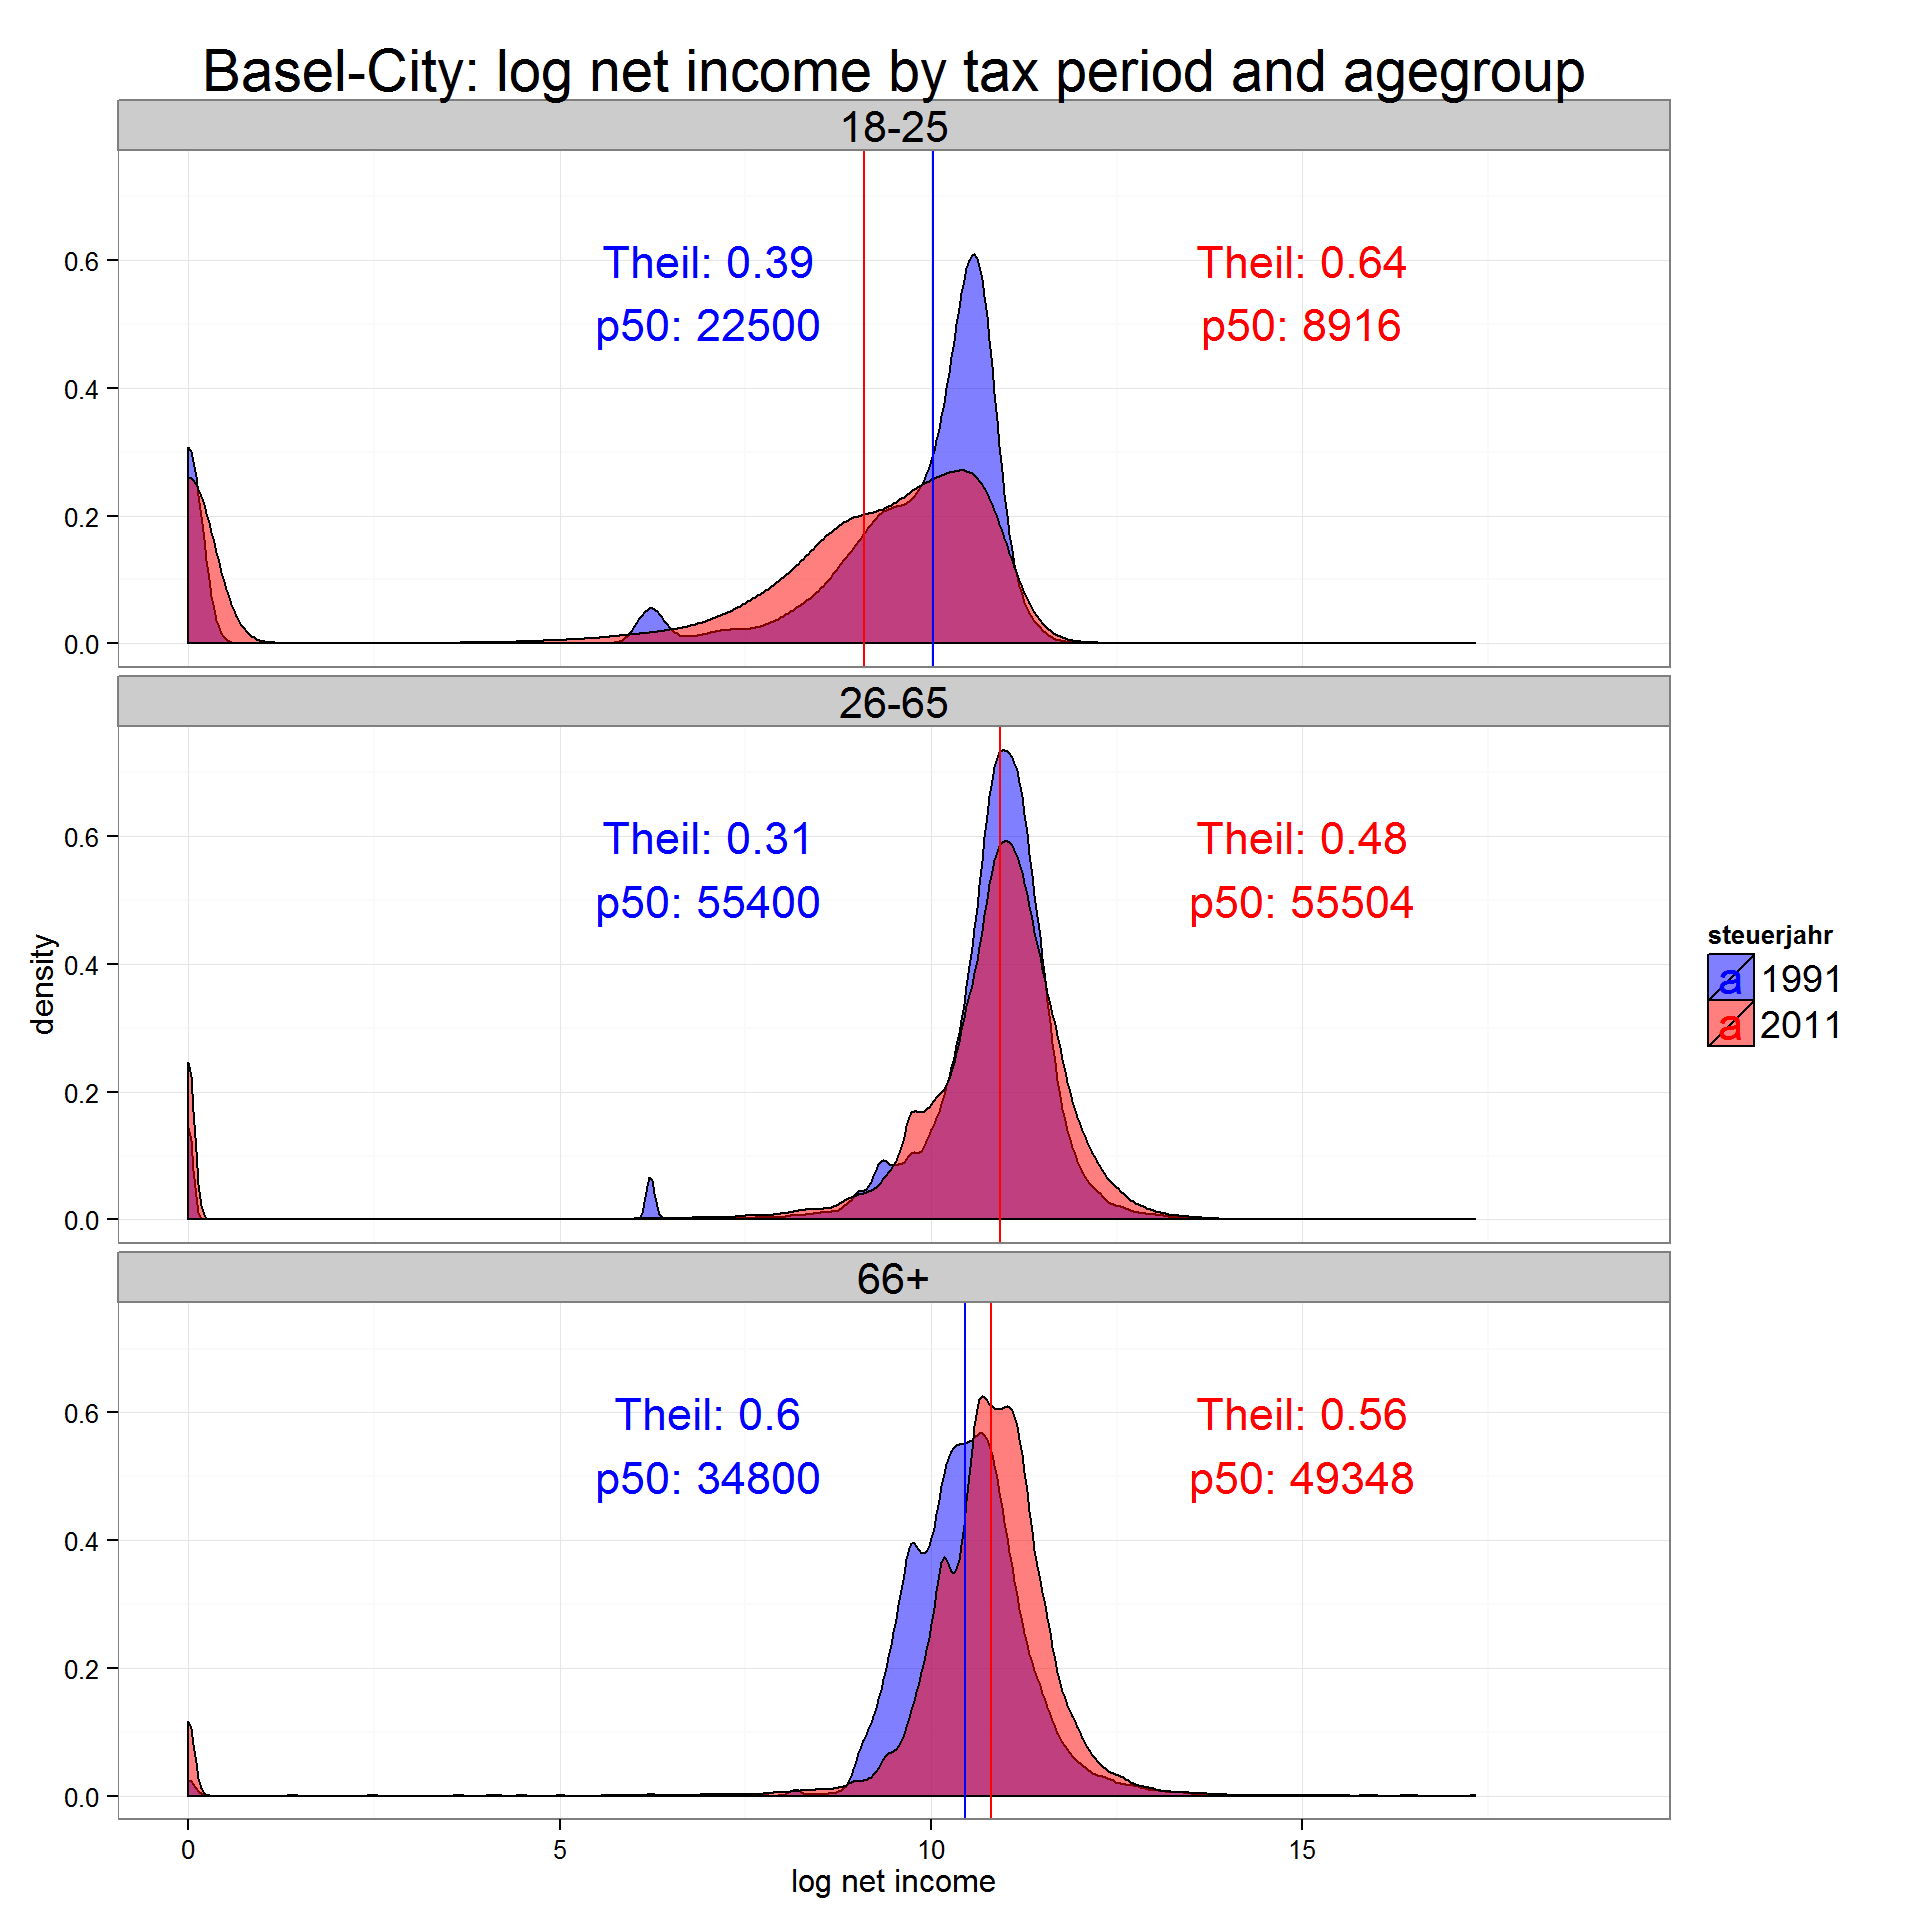 Basel-City: log net income by tax period and agegroup
18-25
0.6
0.4
0.2
0.0
Theil: 0.39
p50: 22500
Theil: 0.64
p50: 8916
26-65
0.6
0.4
0.2
0.0
Theil: 0.31
p50: 55400
Theil: 0.48
p50: 55504
66+
0.6
0.4
0.2
0.0
Theil: 0.6
p50: 34800
Theil: 0.56
p50: 49348
0 5 10 15
log net income
density
steuerjahr
a 1991
a 2011